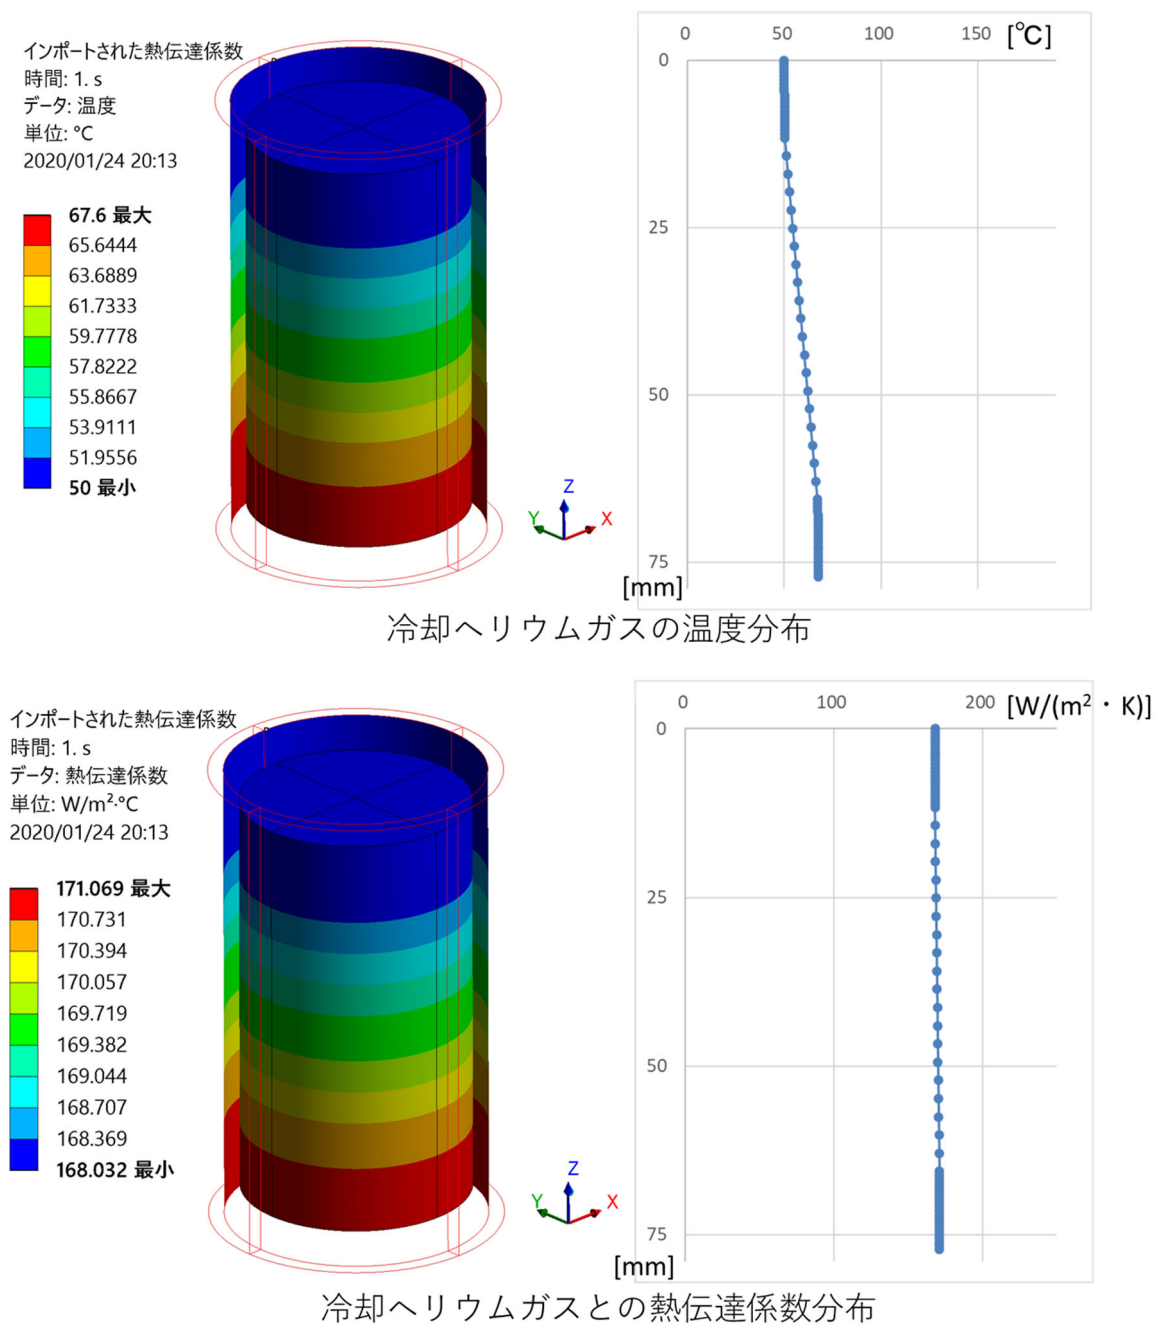 インポートされた熱伝達係数
時間: 1. s
データ: 温度
単位: °C
2020/01/24 20:13
67.6 最大
65.6444
63.6889
61.7333
59.7778
57.8222
55.8667
53.9111
51.9556
50 最小
Z
Y
X
0 50 100 150 [℃]
0
25
50
75
[mm]
冷却ヘリウムガスの温度分布
インポートされた熱伝達係数
時間: 1. s
データ: 熱伝達係数
単位: W/m²·°C
2020/01/24 20:13
171.069 最大
170.731
170.394
170.057
169.719
169.382
169.044
168.707
168.369
168.032 最小
Z
Y
X
0 100 200 [W/(m²・K)]
0
25
50
75
[mm]
冷却ヘリウムガスとの熱伝達係数分布